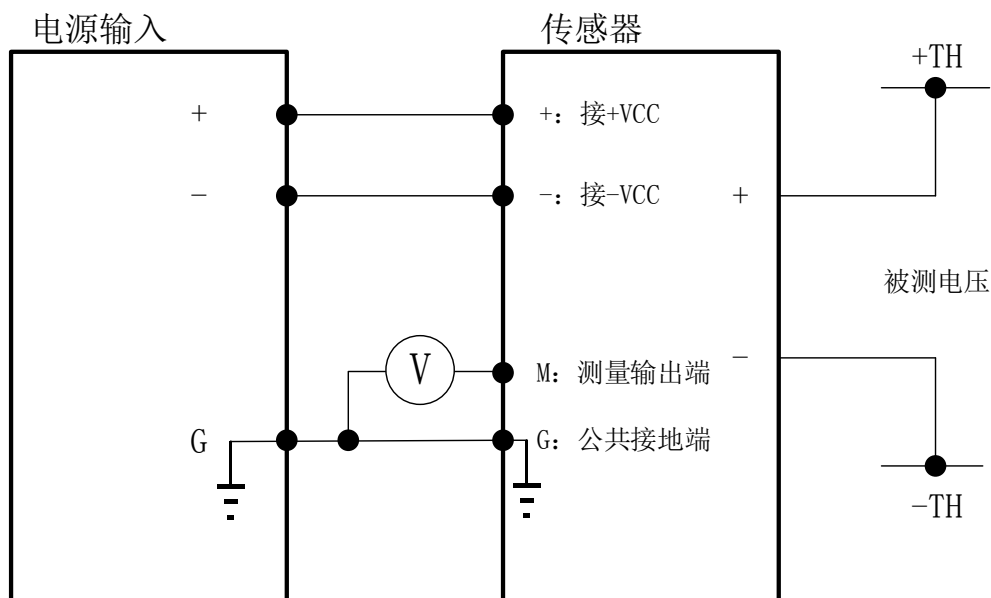 电源输入
传感器
+TH
+
+：接+VCC
−
−：接−VCC
+
被测电压
V
M：测量输出端
−
G
G：公共接地端
−TH